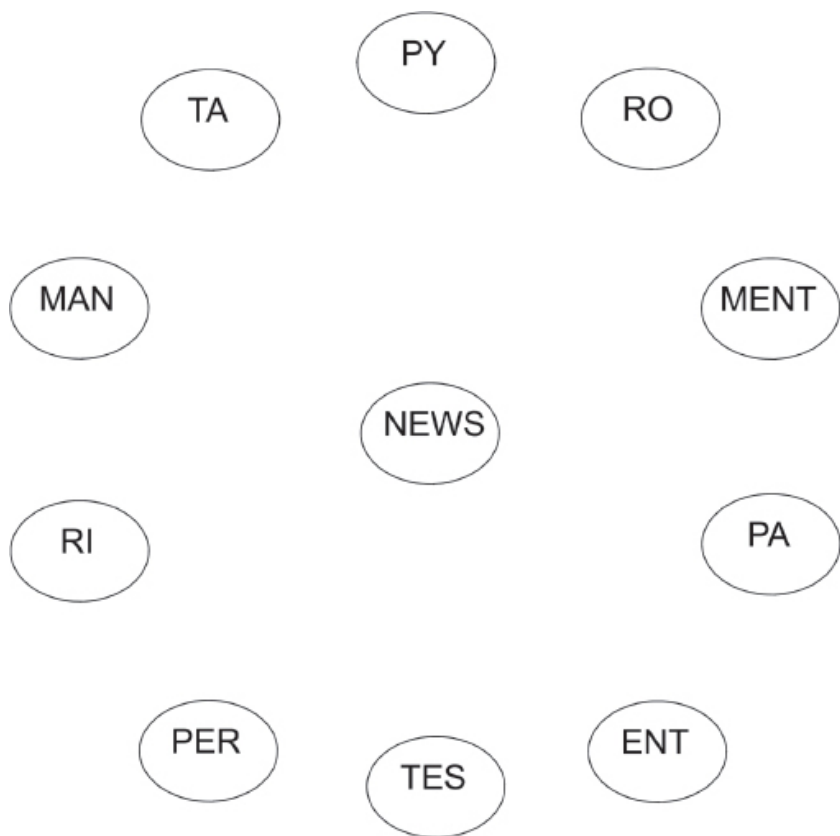 PY
TA
RO
MAN
MENT
NEWS
RI
PA
PER
TES
ENT